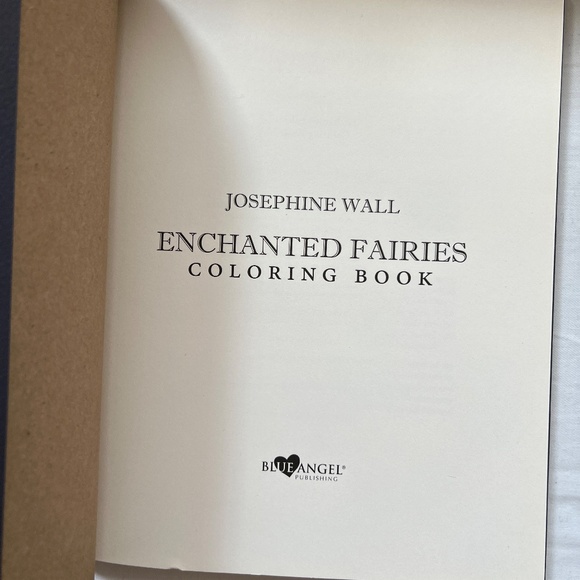 JOSEPHINE WALL
ENCHANTED FAIRIES
COLORING BOOK
BLUE ANGEL®
PUBLISHING